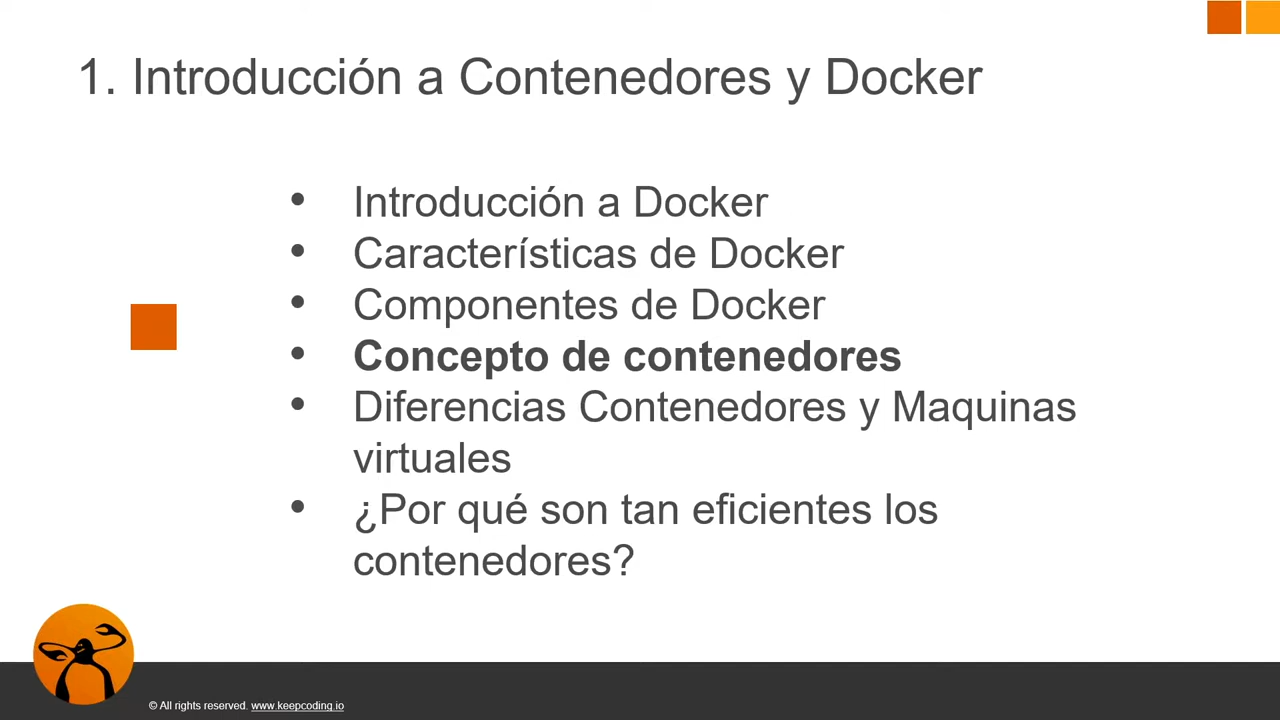 1. Introducción a Contenedores y Docker
• Introducción a Docker
• Características de Docker
• Componentes de Docker
• Concepto de contenedores
• Diferencias Contenedores y Maquinas
virtuales
• ¿Por qué son tan eficientes los
contenedores?
© All rights reserved. www.keepcoding.io